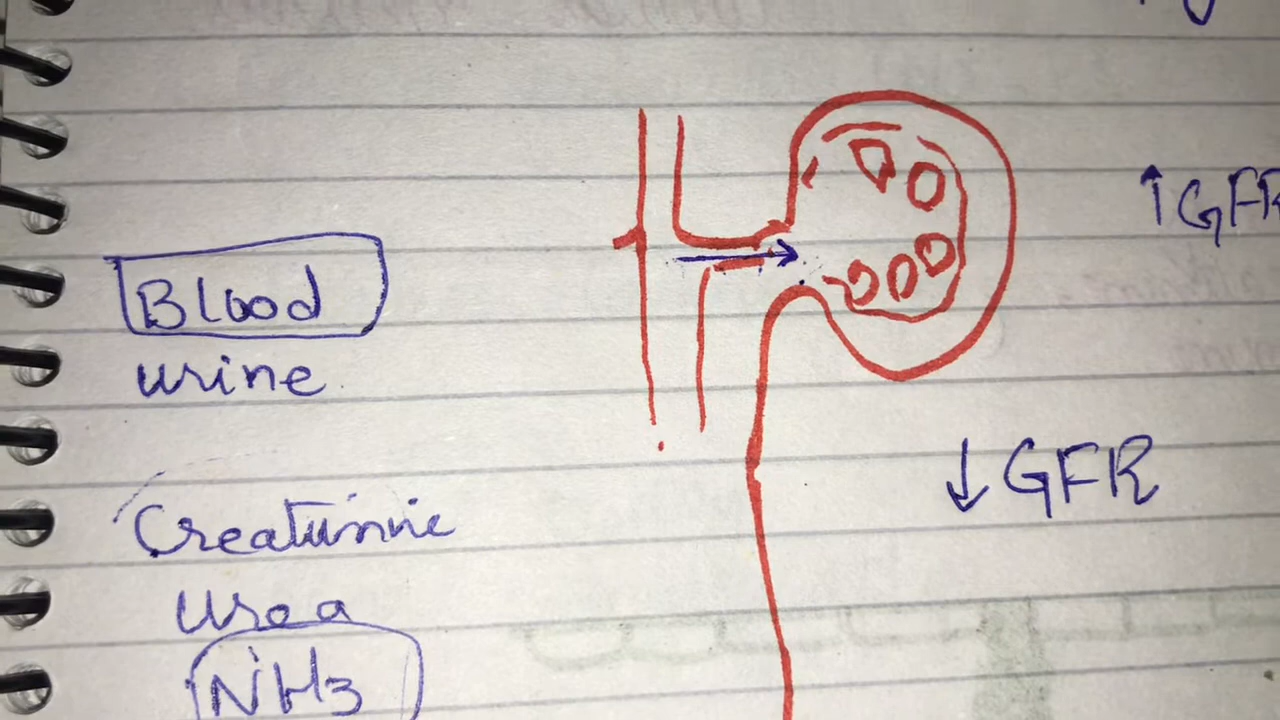 ↑GFR
Blood
urine
↓ GFR
Creatinine
Urea
NH3